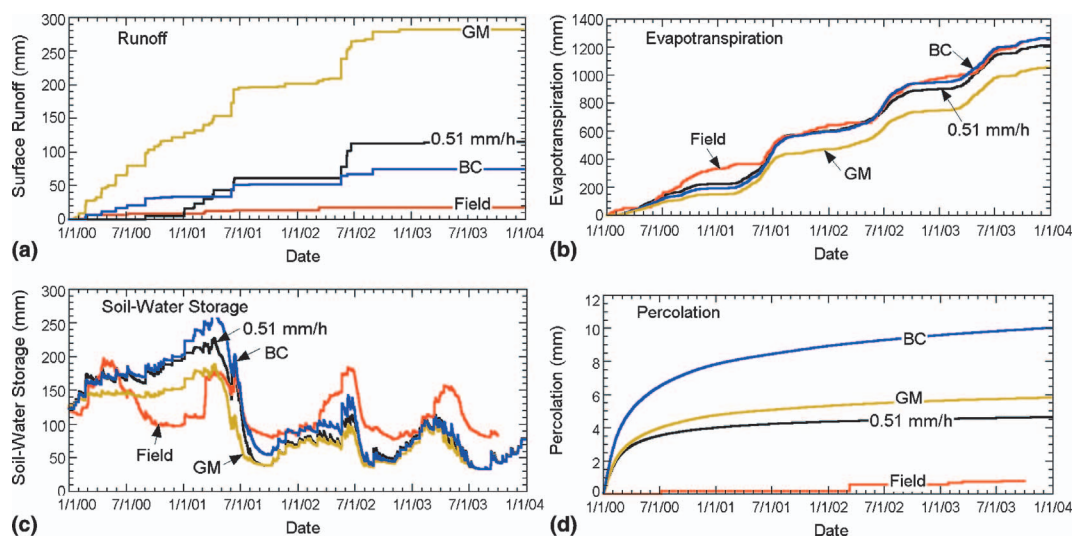 Runoff
GM
0.51 mm/h
BC
Field
Surface Runoff (mm)
300
250
200
150
100
50
0
1/1/00 7/1/00 1/1/01 7/1/01 1/1/02 7/1/02 1/1/03 7/1/03 1/1/04
Date
(a)
Evapotranspiration
BC
0.51 mm/h
Field
GM
Evapotranspiration (mm)
1400
1200
1000
800
600
400
200
0
1/1/00 7/1/00 1/1/01 7/1/01 1/1/02 7/1/02 1/1/03 7/1/03 1/1/04
Date
(b)
Soil-Water Storage
0.51 mm/h
BC
Field
GM
Soil-Water Storage (mm)
300
250
200
150
100
50
0
1/1/00 7/1/00 1/1/01 7/1/01 1/1/02 7/1/02 1/1/03 7/1/03 1/1/04
Date
(c)
Percolation
BC
GM
0.51 mm/h
Field
Percolation (mm)
12
10
8
6
4
2
0
1/1/00 7/1/00 1/1/01 7/1/01 1/1/02 7/1/02 1/1/03 7/1/03 1/1/04
Date
(d)